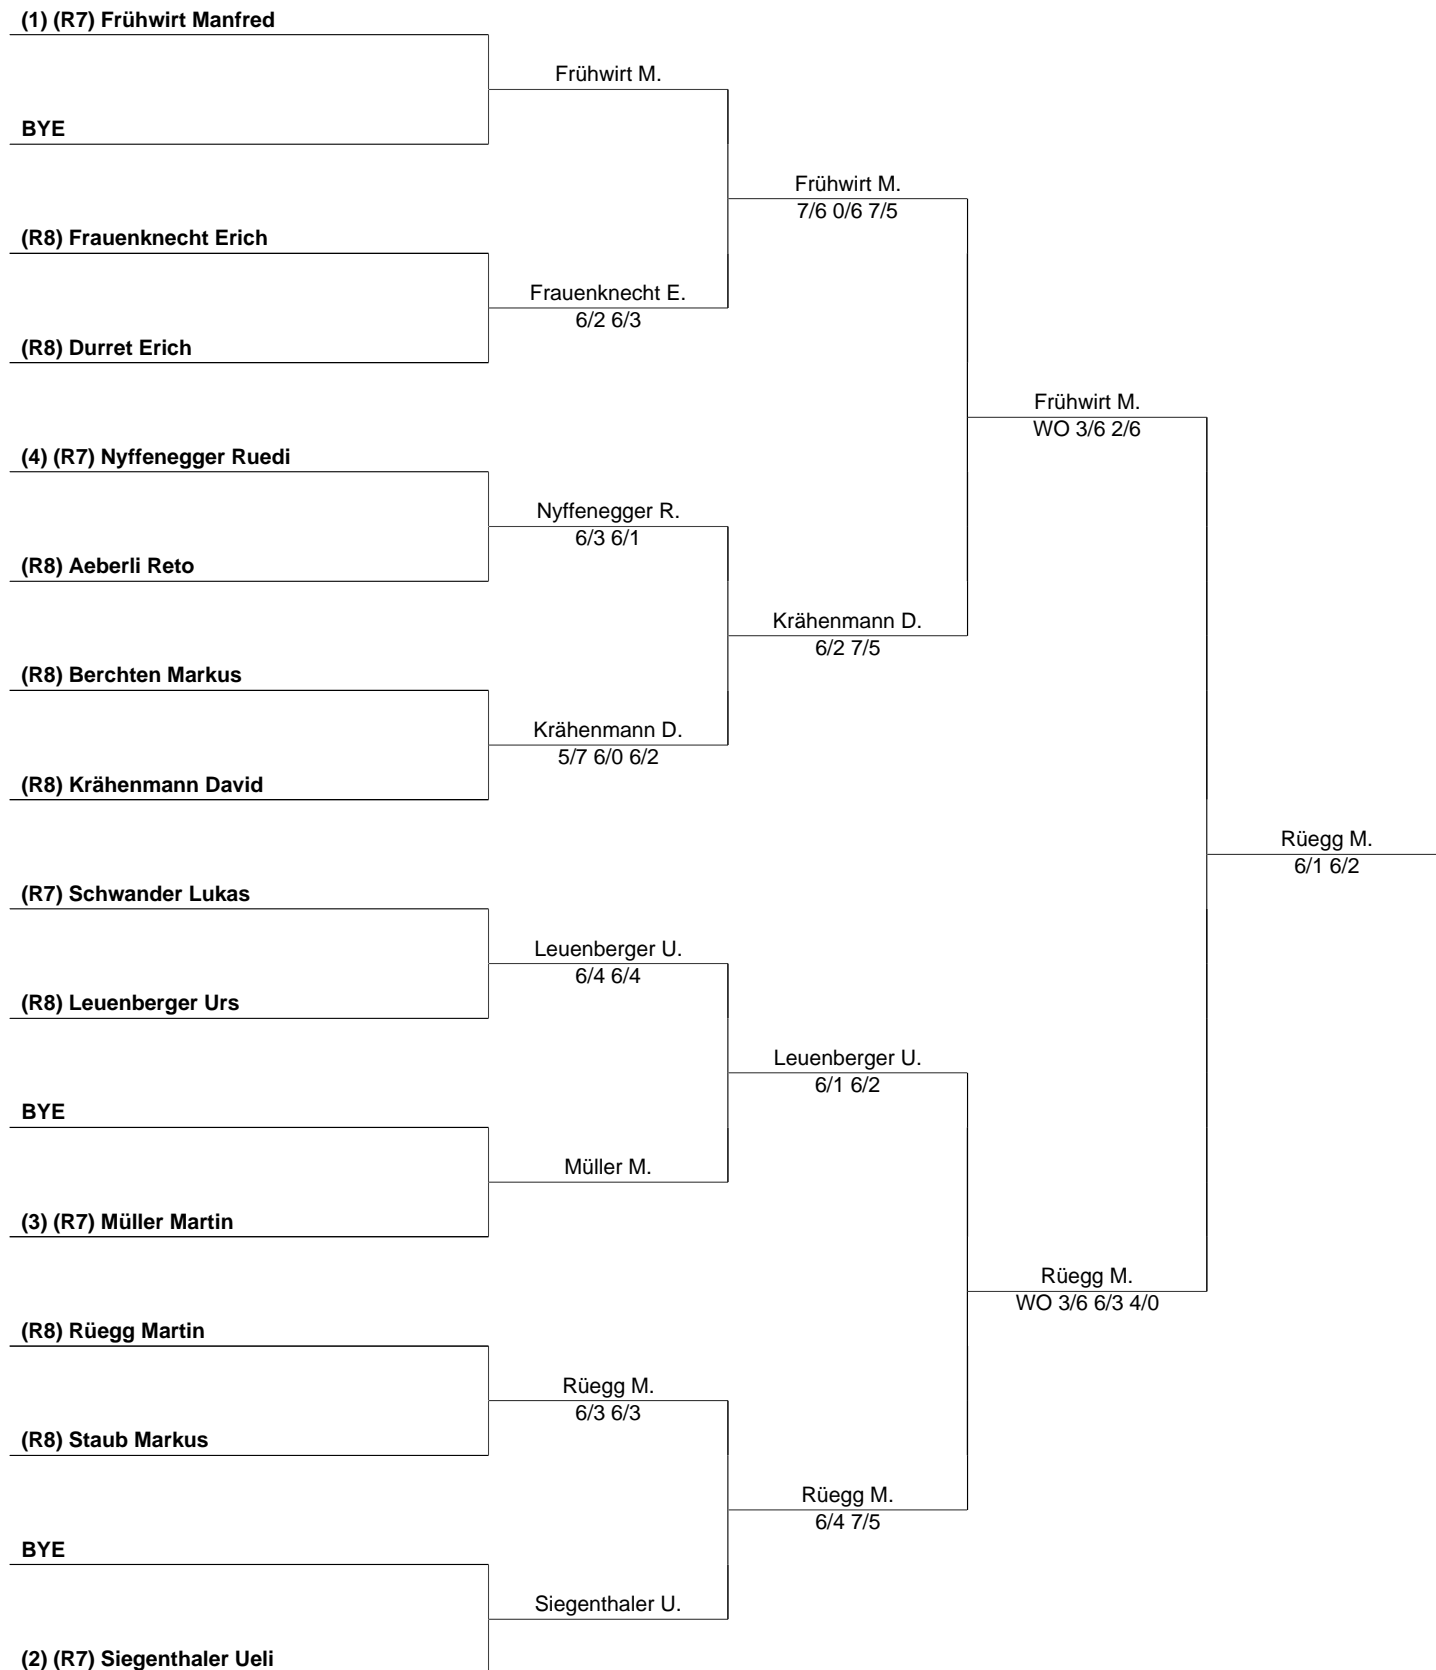 (1) (R7) Frühwirt Manfred
Frühwirt M.
BYE
Frühwirt M.
7/6 0/6 7/5
(R8) Frauenknecht Erich
Frauenknecht E.
6/2 6/3
(R8) Durret Erich
Frühwirt M.
WO 3/6 2/6
(4) (R7) Nyffenegger Ruedi
Nyffenegger R.
6/3 6/1
(R8) Aeberli Reto
Krähenmann D.
6/2 7/5
(R8) Berchten Markus
Krähenmann D.
5/7 6/0 6/2
(R8) Krähenmann David
Rüegg M.
6/1 6/2
(R7) Schwander Lukas
Leuenberger U.
6/4 6/4
(R8) Leuenberger Urs
Leuenberger U.
6/1 6/2
BYE
Müller M.
(3) (R7) Müller Martin
Rüegg M.
WO 3/6 6/3 4/0
(R8) Rüegg Martin
Rüegg M.
6/3 6/3
(R8) Staub Markus
Rüegg M.
6/4 7/5
BYE
Siegenthaler U.
(2) (R7) Siegenthaler Ueli